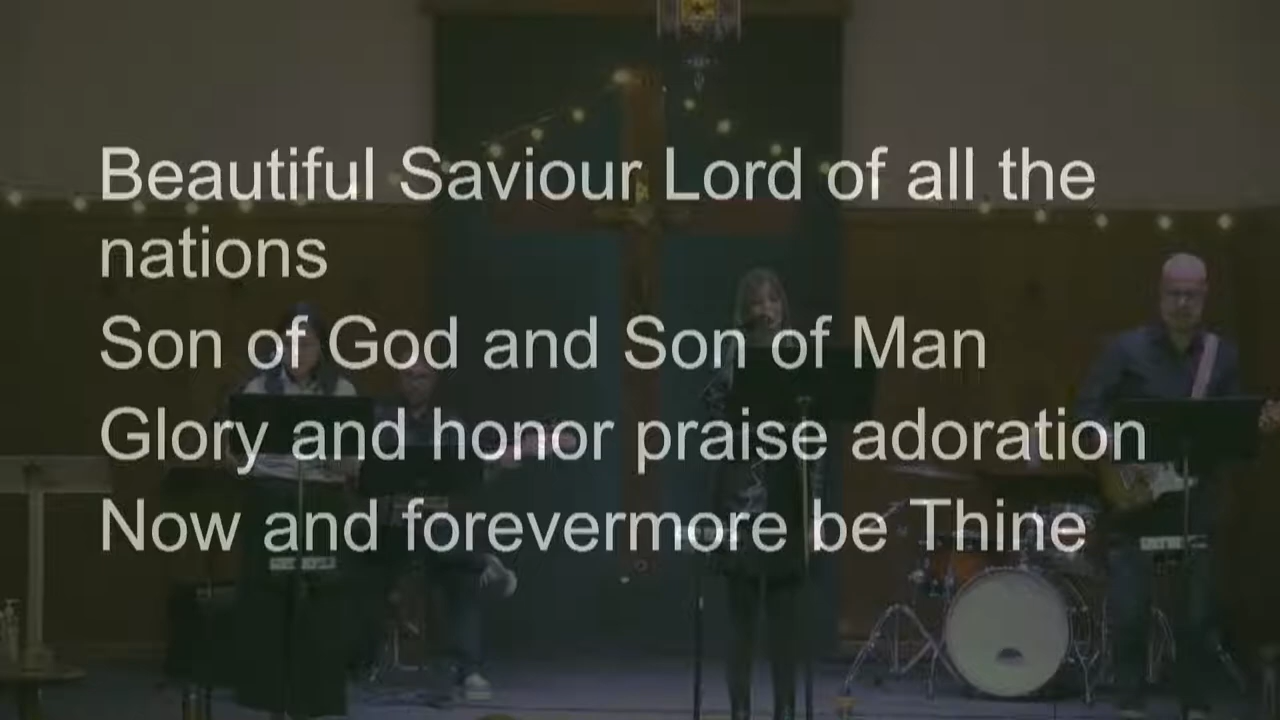 Beautiful Saviour Lord of all the
nations
Son of God and Son of Man
Glory and honor praise adoration
Now and forevermore be Thine